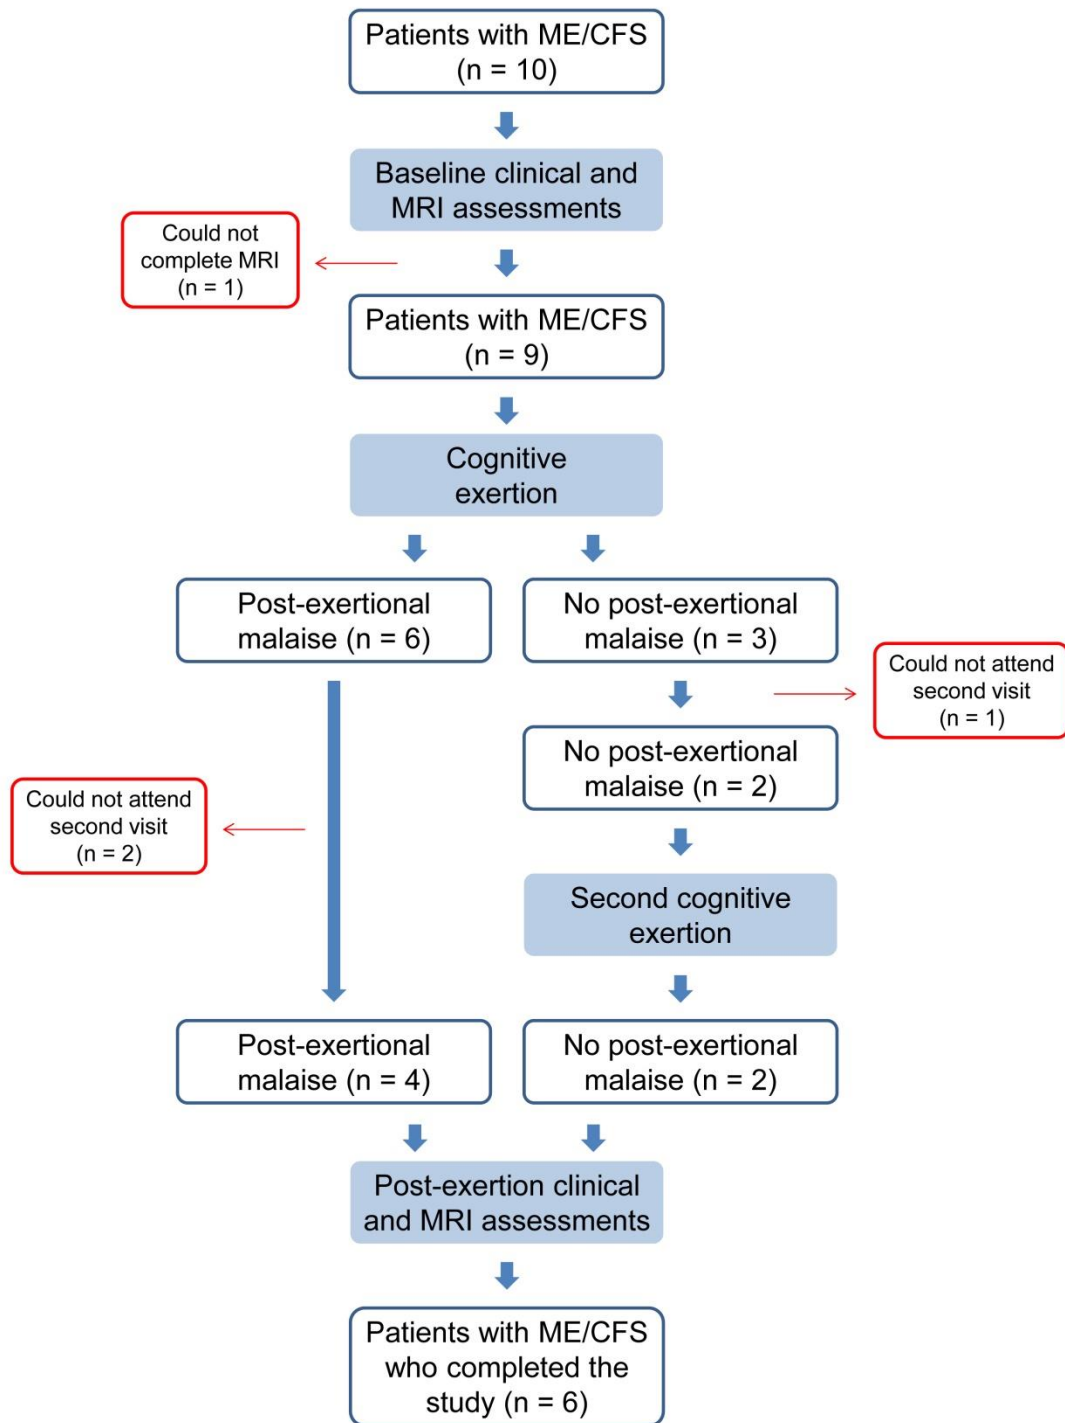 Patients with ME/CFS
(n = 10)
Baseline clinical and
MRI assessments
Could not
complete MRI
(n = 1)
Patients with ME/CFS
(n = 9)
Cognitive
exertion
Post-exertional
malaise (n = 6)
No post-exertional
malaise (n = 3)
Could not attend
second visit
(n = 1)
No post-exertional
malaise (n = 2)
Could not attend
second visit
(n = 2)
Second cognitive
exertion
Post-exertional
malaise (n = 4)
No post-exertional
malaise (n = 2)
Post-exertion clinical
and MRI assessments
Patients with ME/CFS
who completed the
study (n = 6)